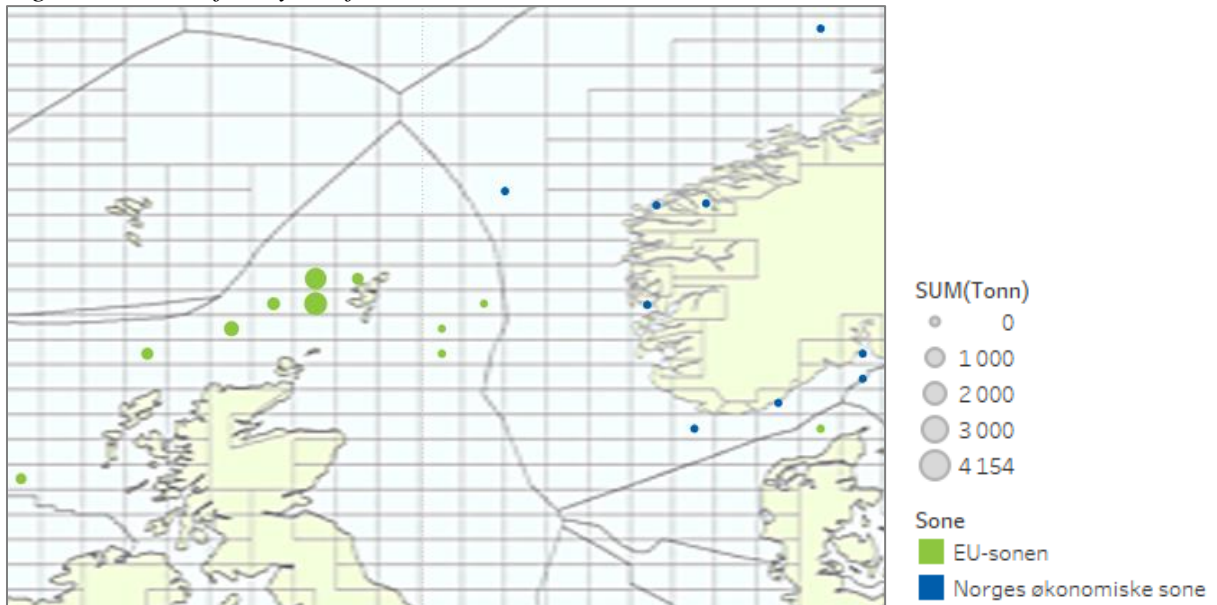 SUM(Tonn)
0
1 000
2 000
3 000
4 154
Sone
EU-sonen
Norges økonomiske sone